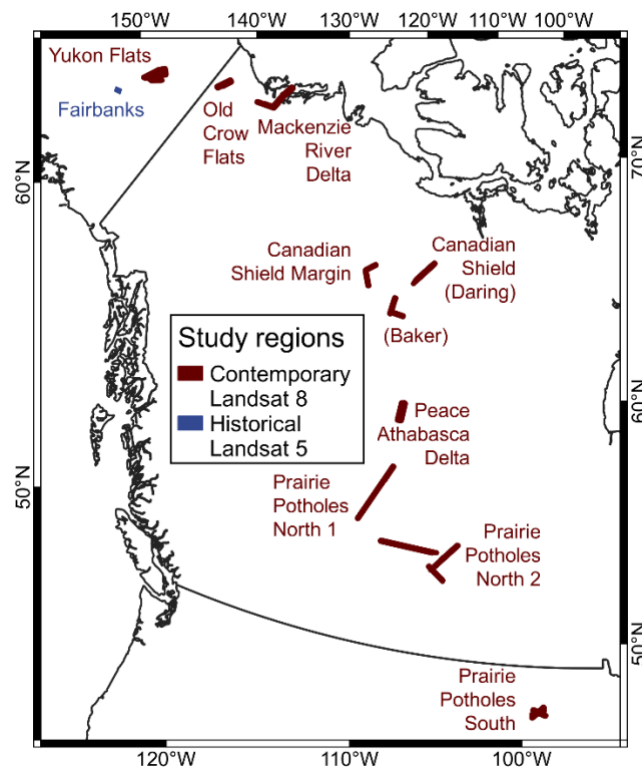 150°W 140°W 130°W 120°W 110°W 100°W
Yukon Flats
Fairbanks
Old
Crow
Flats
Mackenzie
River
Delta
60°N
70°N
Canadian
Shield Margin
Canadian
Shield
(Daring)
(Baker)
Study regions
Contemporary
Landsat 8
Historical
Landsat 5
60°N
Peace
Athabasca
Delta
Prairie
Potholes
North 1
50°N
Prairie
Potholes
North 2
50°N
Prairie
Potholes
South
120°W 110°W 100°W